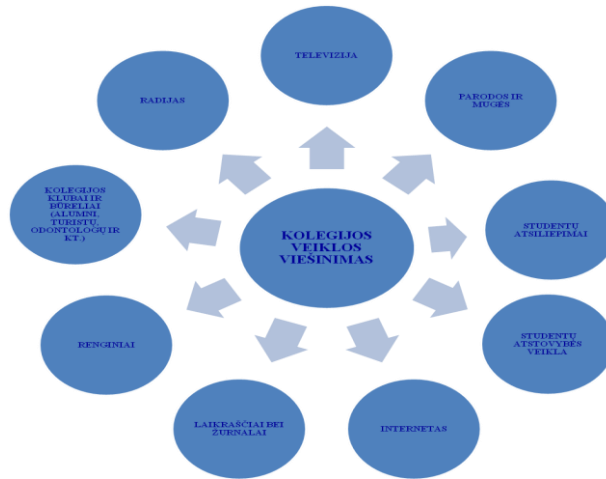 TELEVIZIJA
RADIJAS
PARODOS IR
MUGĖS
KOLEGIJOS
KLUBAI IR
BŪRELIAI
(ALUMNI,
TURISTŲ,
ODONTOLOGŲ IR
KT.)
KOLEGIJOS
VEIKLOS
VIEŠINIMAS
STUDENTŲ
ATSILIEPIMAI
STUDENTŲ
ATSTOVYBĖS
VEIKLA
RENGINIAI
LAIKRAŠČIAI BEI
ŽURNALAI
INTERNETAS